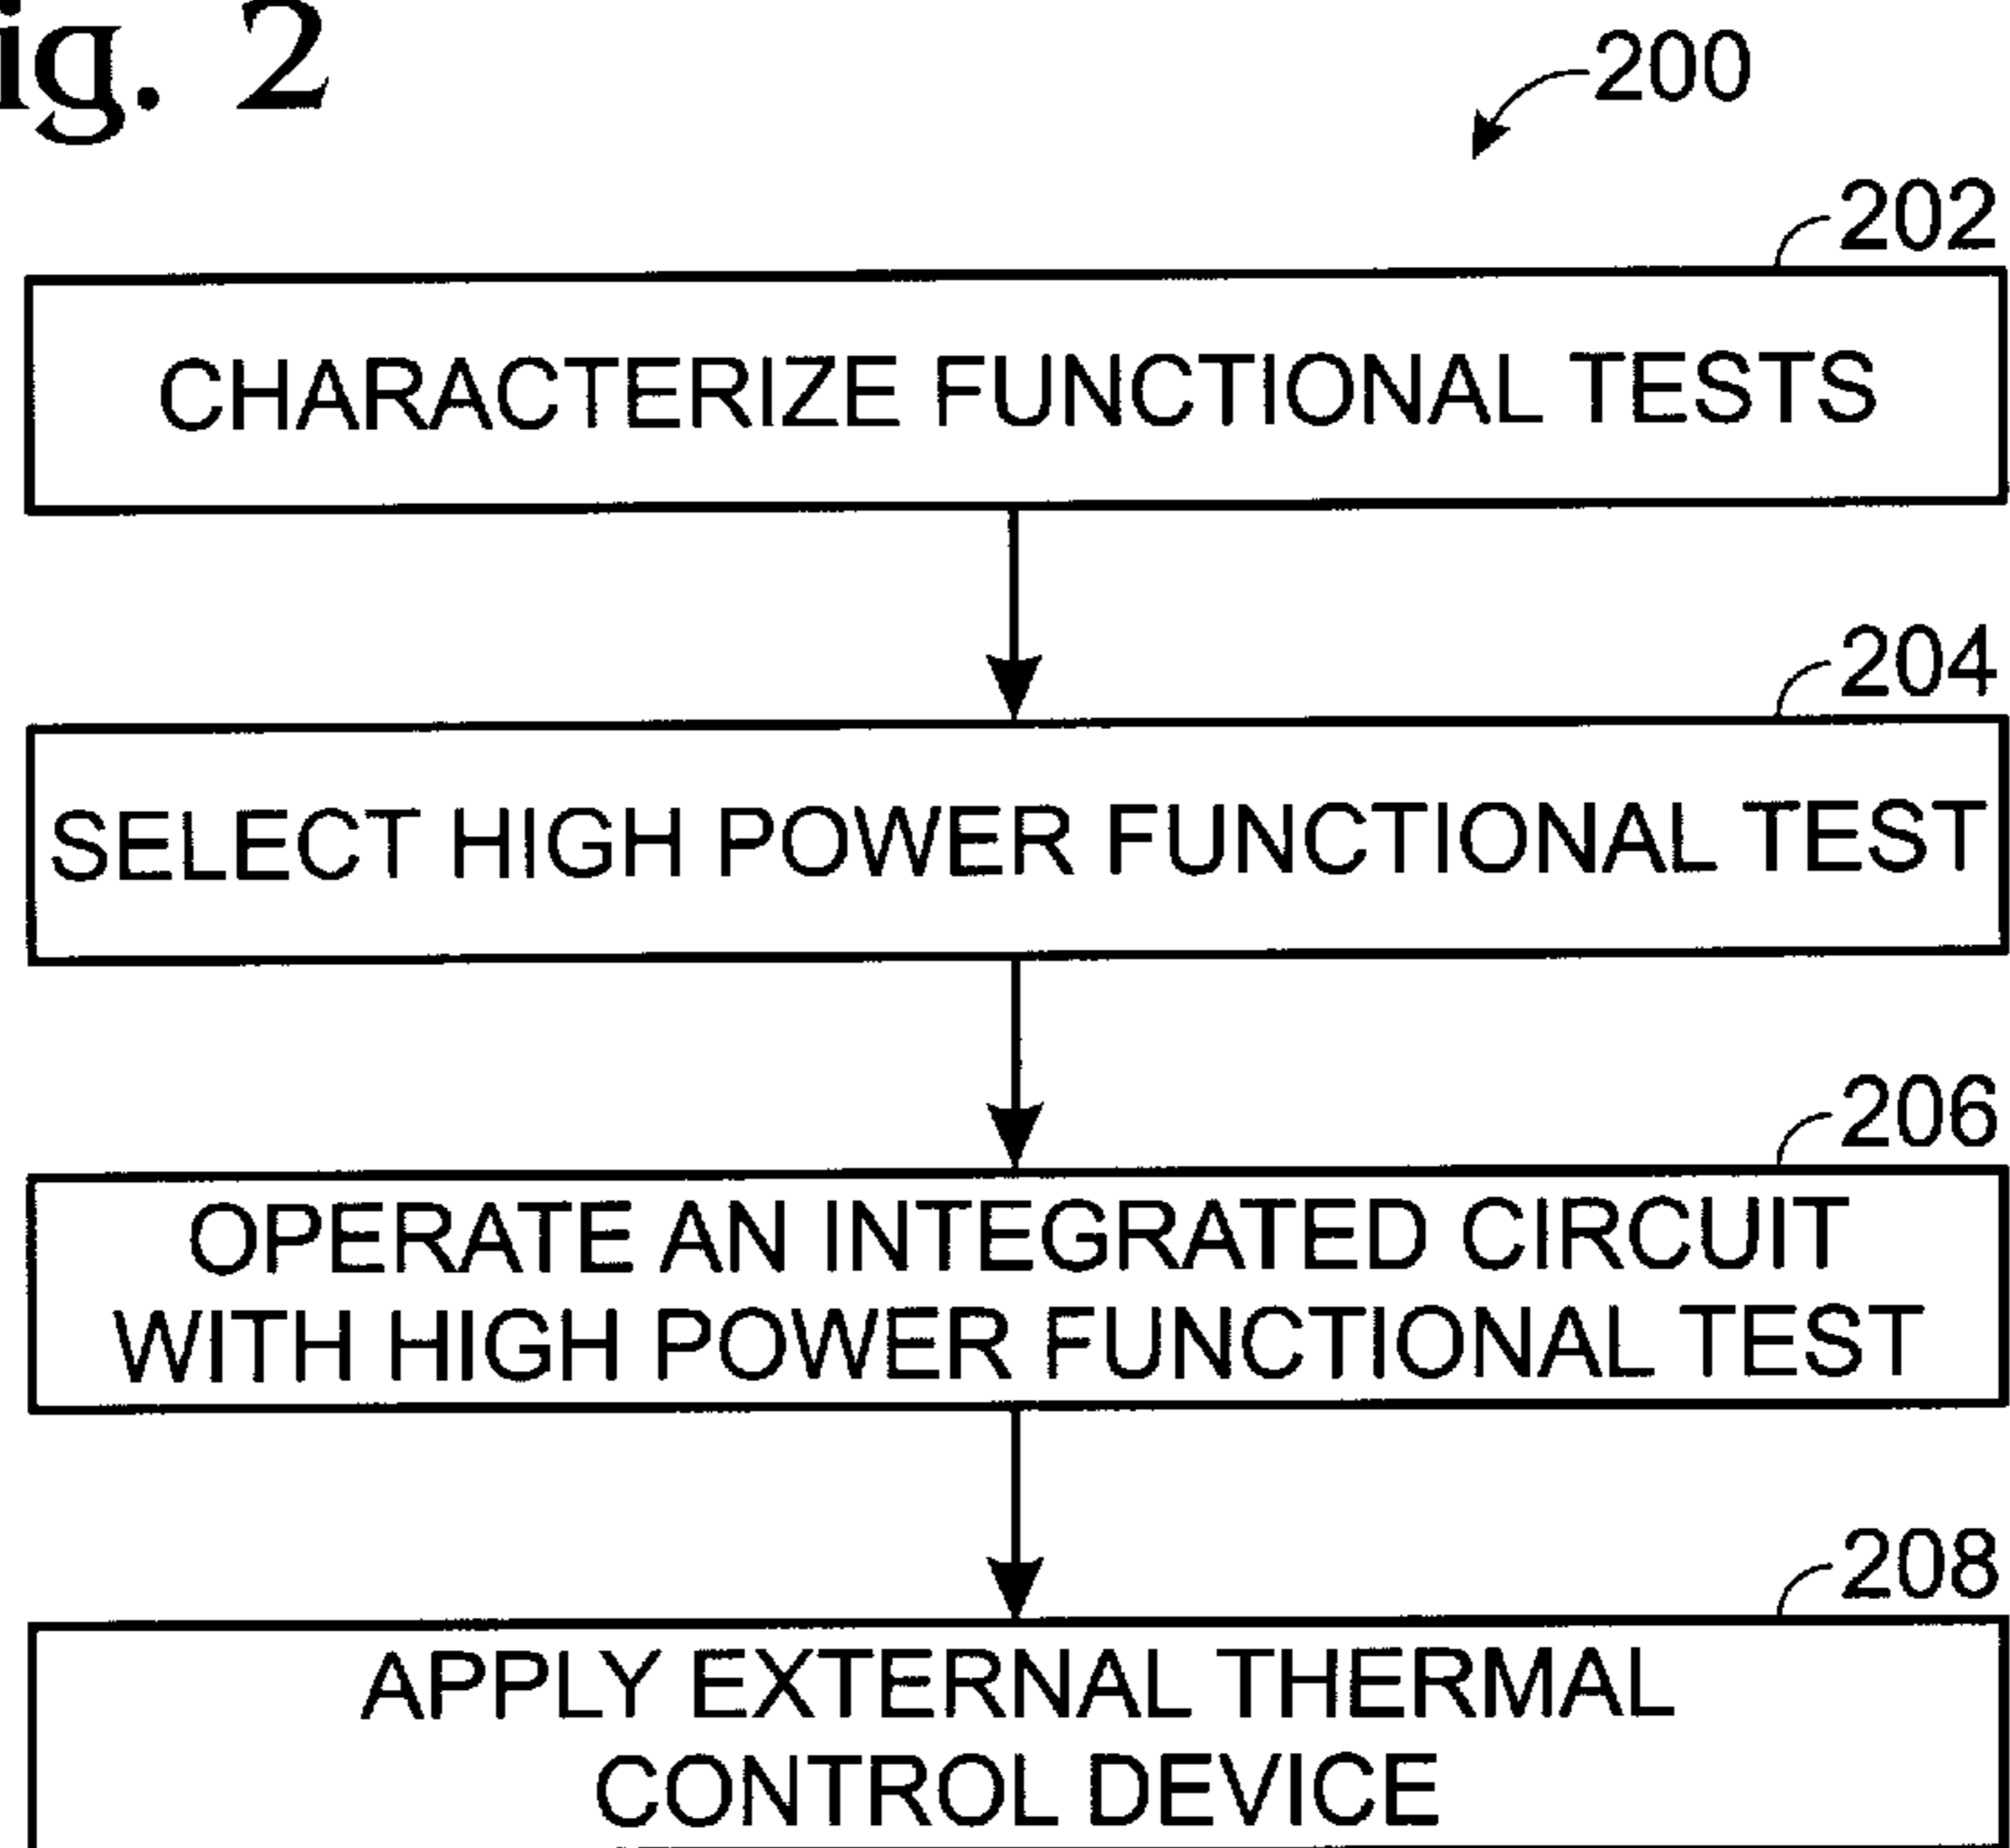 ig. 2
200
202
CHARACTERIZE FUNCTIONAL TESTS
204
SELECT HIGH POWER FUNCTIONAL TEST
206
OPERATE AN INTEGRATED CIRCUIT
WITH HIGH POWER FUNCTIONAL TEST
208
APPLY EXTERNAL THERMAL
CONTROL DEVICE